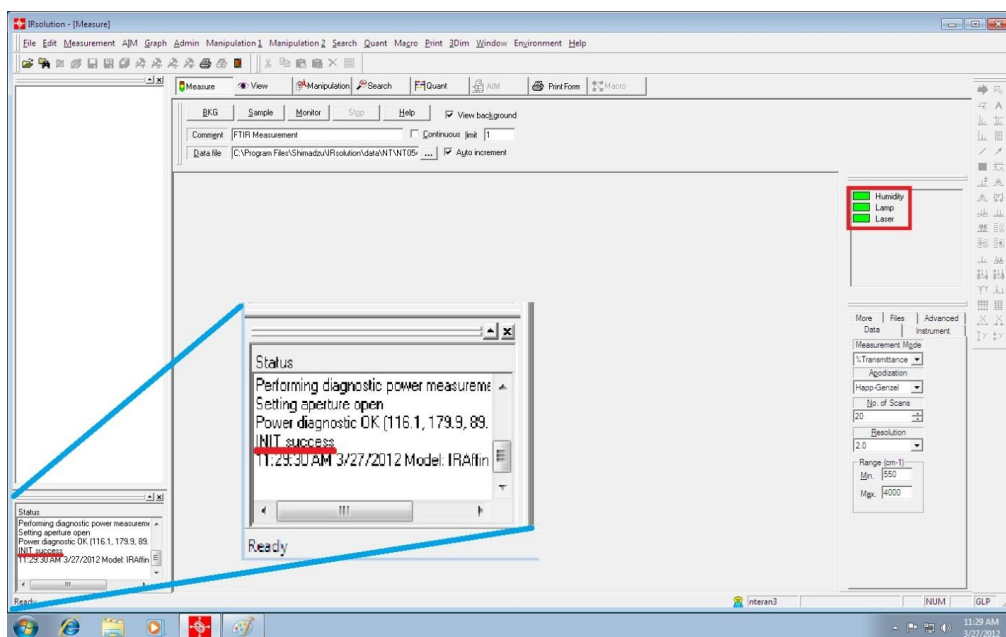 IRsolution - [Measure]
File Edit Measurement AIM Graph Admin Manipulation 1 Manipulation 2 Search Quant Macro Print 3Dim Window Environment Help
Measure View Manipulation Search Quant AIM Print Form Macro
BKG Sample Monitor Stop Help View background
Comment FTIR Measurement Continuous limit 1
Data file C:\Program Files\Shimadzu\IRsolution\data\NT\NT05 ... Auto increment
Humidity
Lamp
Laser
Status
Performing diagnostic power measureme
Setting aperture open
Power diagnostic OK (116.1, 179.9, 89.
INIT success
11:29:30 AM 3/27/2012 Model: IRAffin
Ready
More Files Advanced
Data Instrument
Measurement Mode
%Transmittance
Apodization
Happ-Genzel
No. of Scans
20
Resolution
2.0
Range (cm-1)
Min. 550
Max. 4000
Status
Performing diagnostic power measureme
Setting aperture open
Power diagnostic OK (116.1, 179.9, 89.
INIT success
11:29:30 AM 3/27/2012 Model: IRAffin
Ready
nteran3 NUM GLP
11:29 AM
3/27/2012